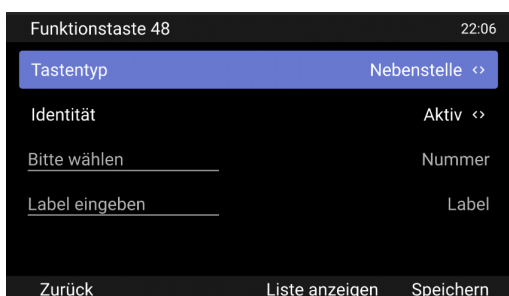 Funktionstaste 48 22:06
Tastentyp Nebenstelle <>
Identität Aktiv <>
Bitte wählen Nummer
Label eingeben Label
Zurück Liste anzeigen Speichern